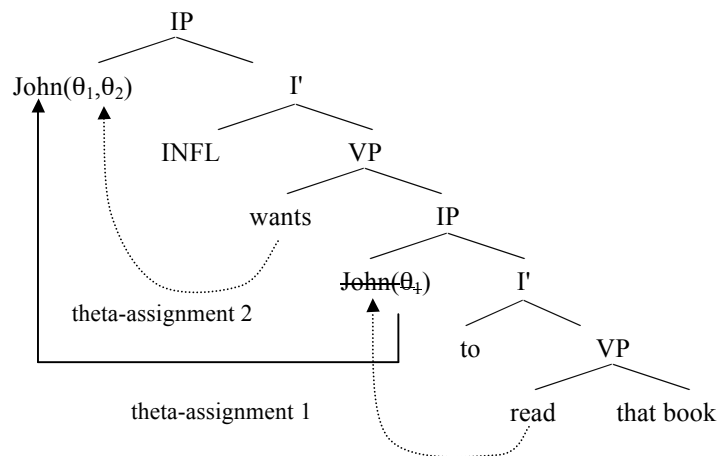 IP
John(θ₁,θ₂) I'
INFL VP
wants IP
John(θ₁) I'
theta-assignment 2
to VP
theta-assignment 1 read that book